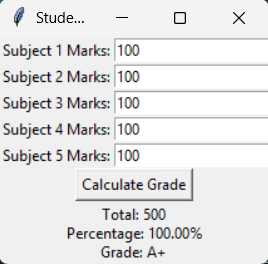 Stude...
Subject 1 Marks: 100
Subject 2 Marks: 100
Subject 3 Marks: 100
Subject 4 Marks: 100
Subject 5 Marks: 100
Calculate Grade
Total: 500
Percentage: 100.00%
Grade: A+